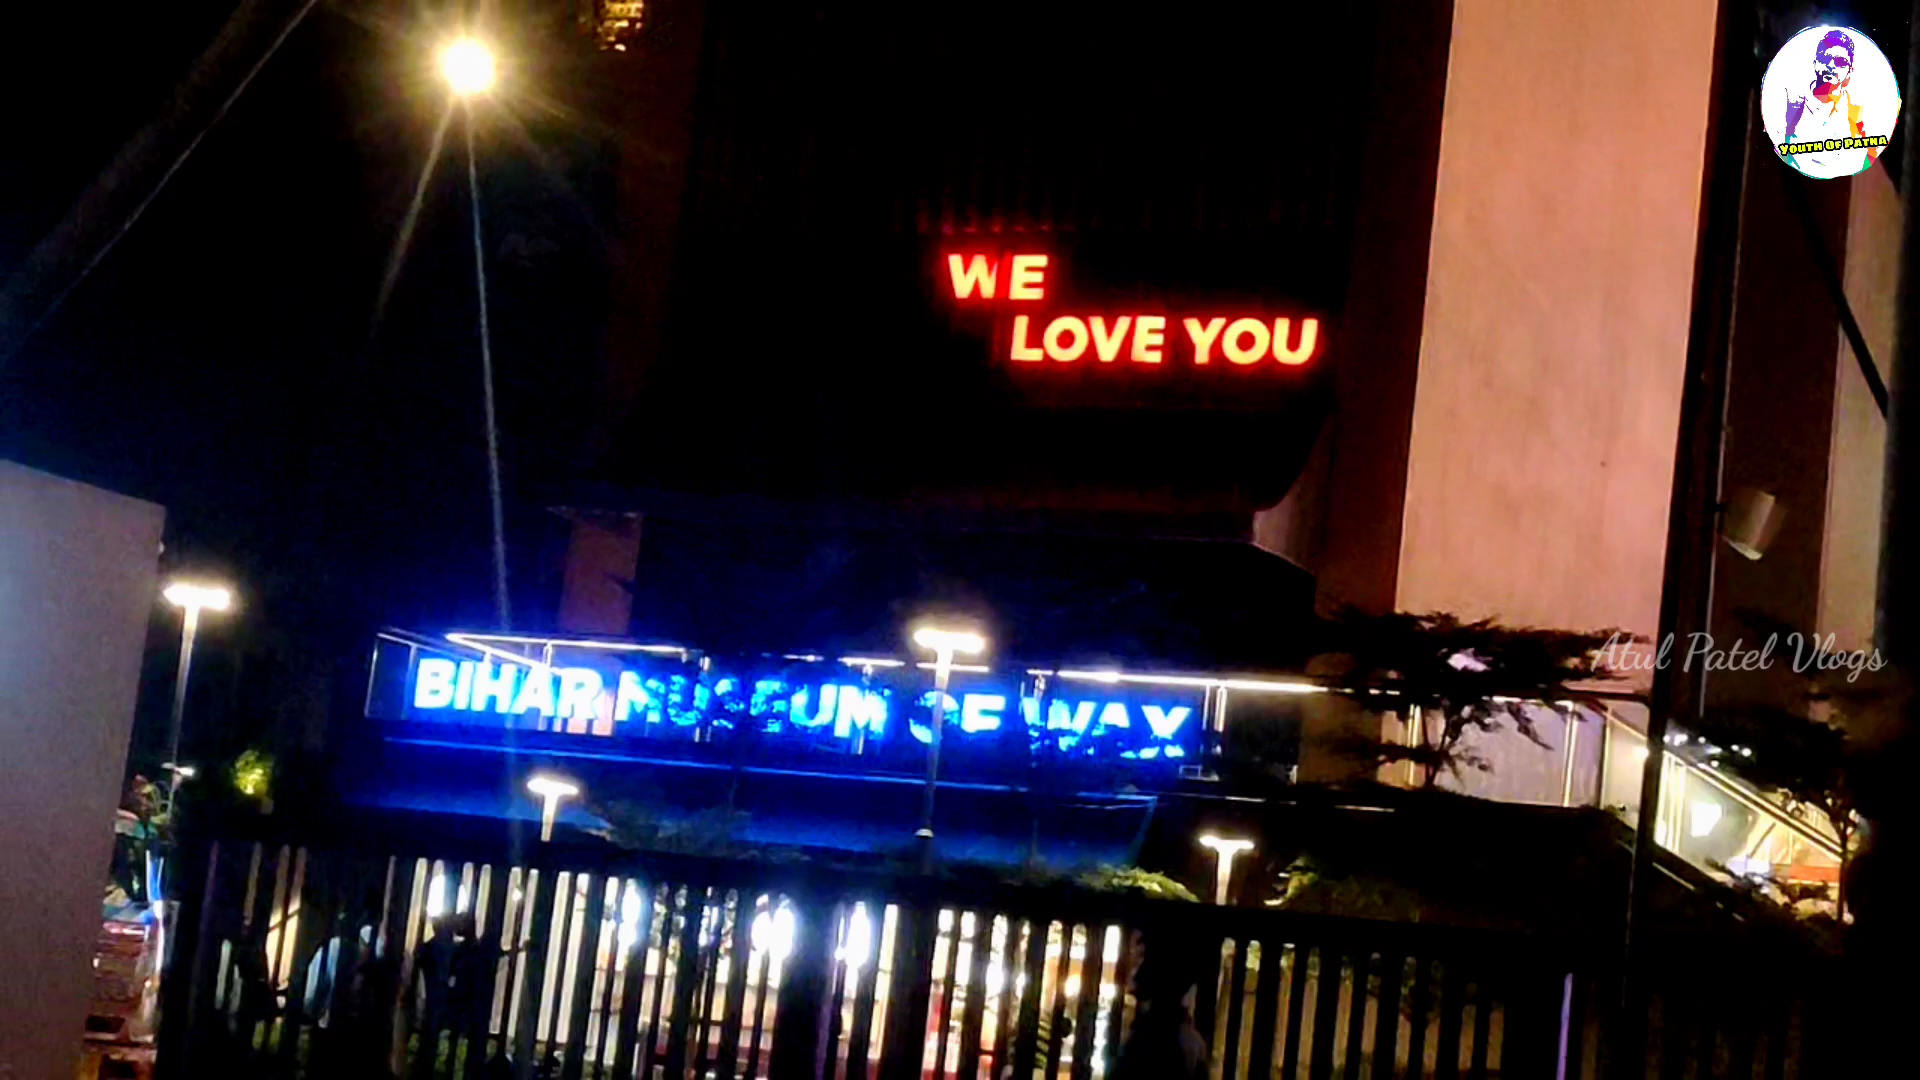 Youth Of Patna
WE
LOVE YOU
Atul Patel Vlogs
BIHAR MUSEUM OF WAX